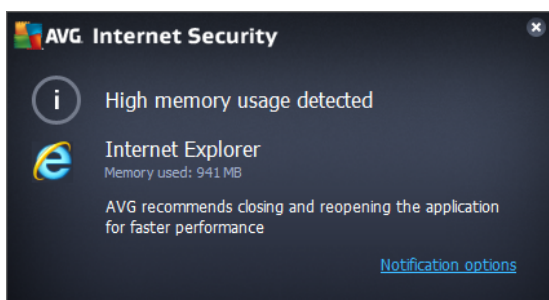 AVG. Internet Security
i
High memory usage detected
Internet Explorer
Memory used: 941 MB
AVG recommends closing and reopening the application
for faster performance
Notification options